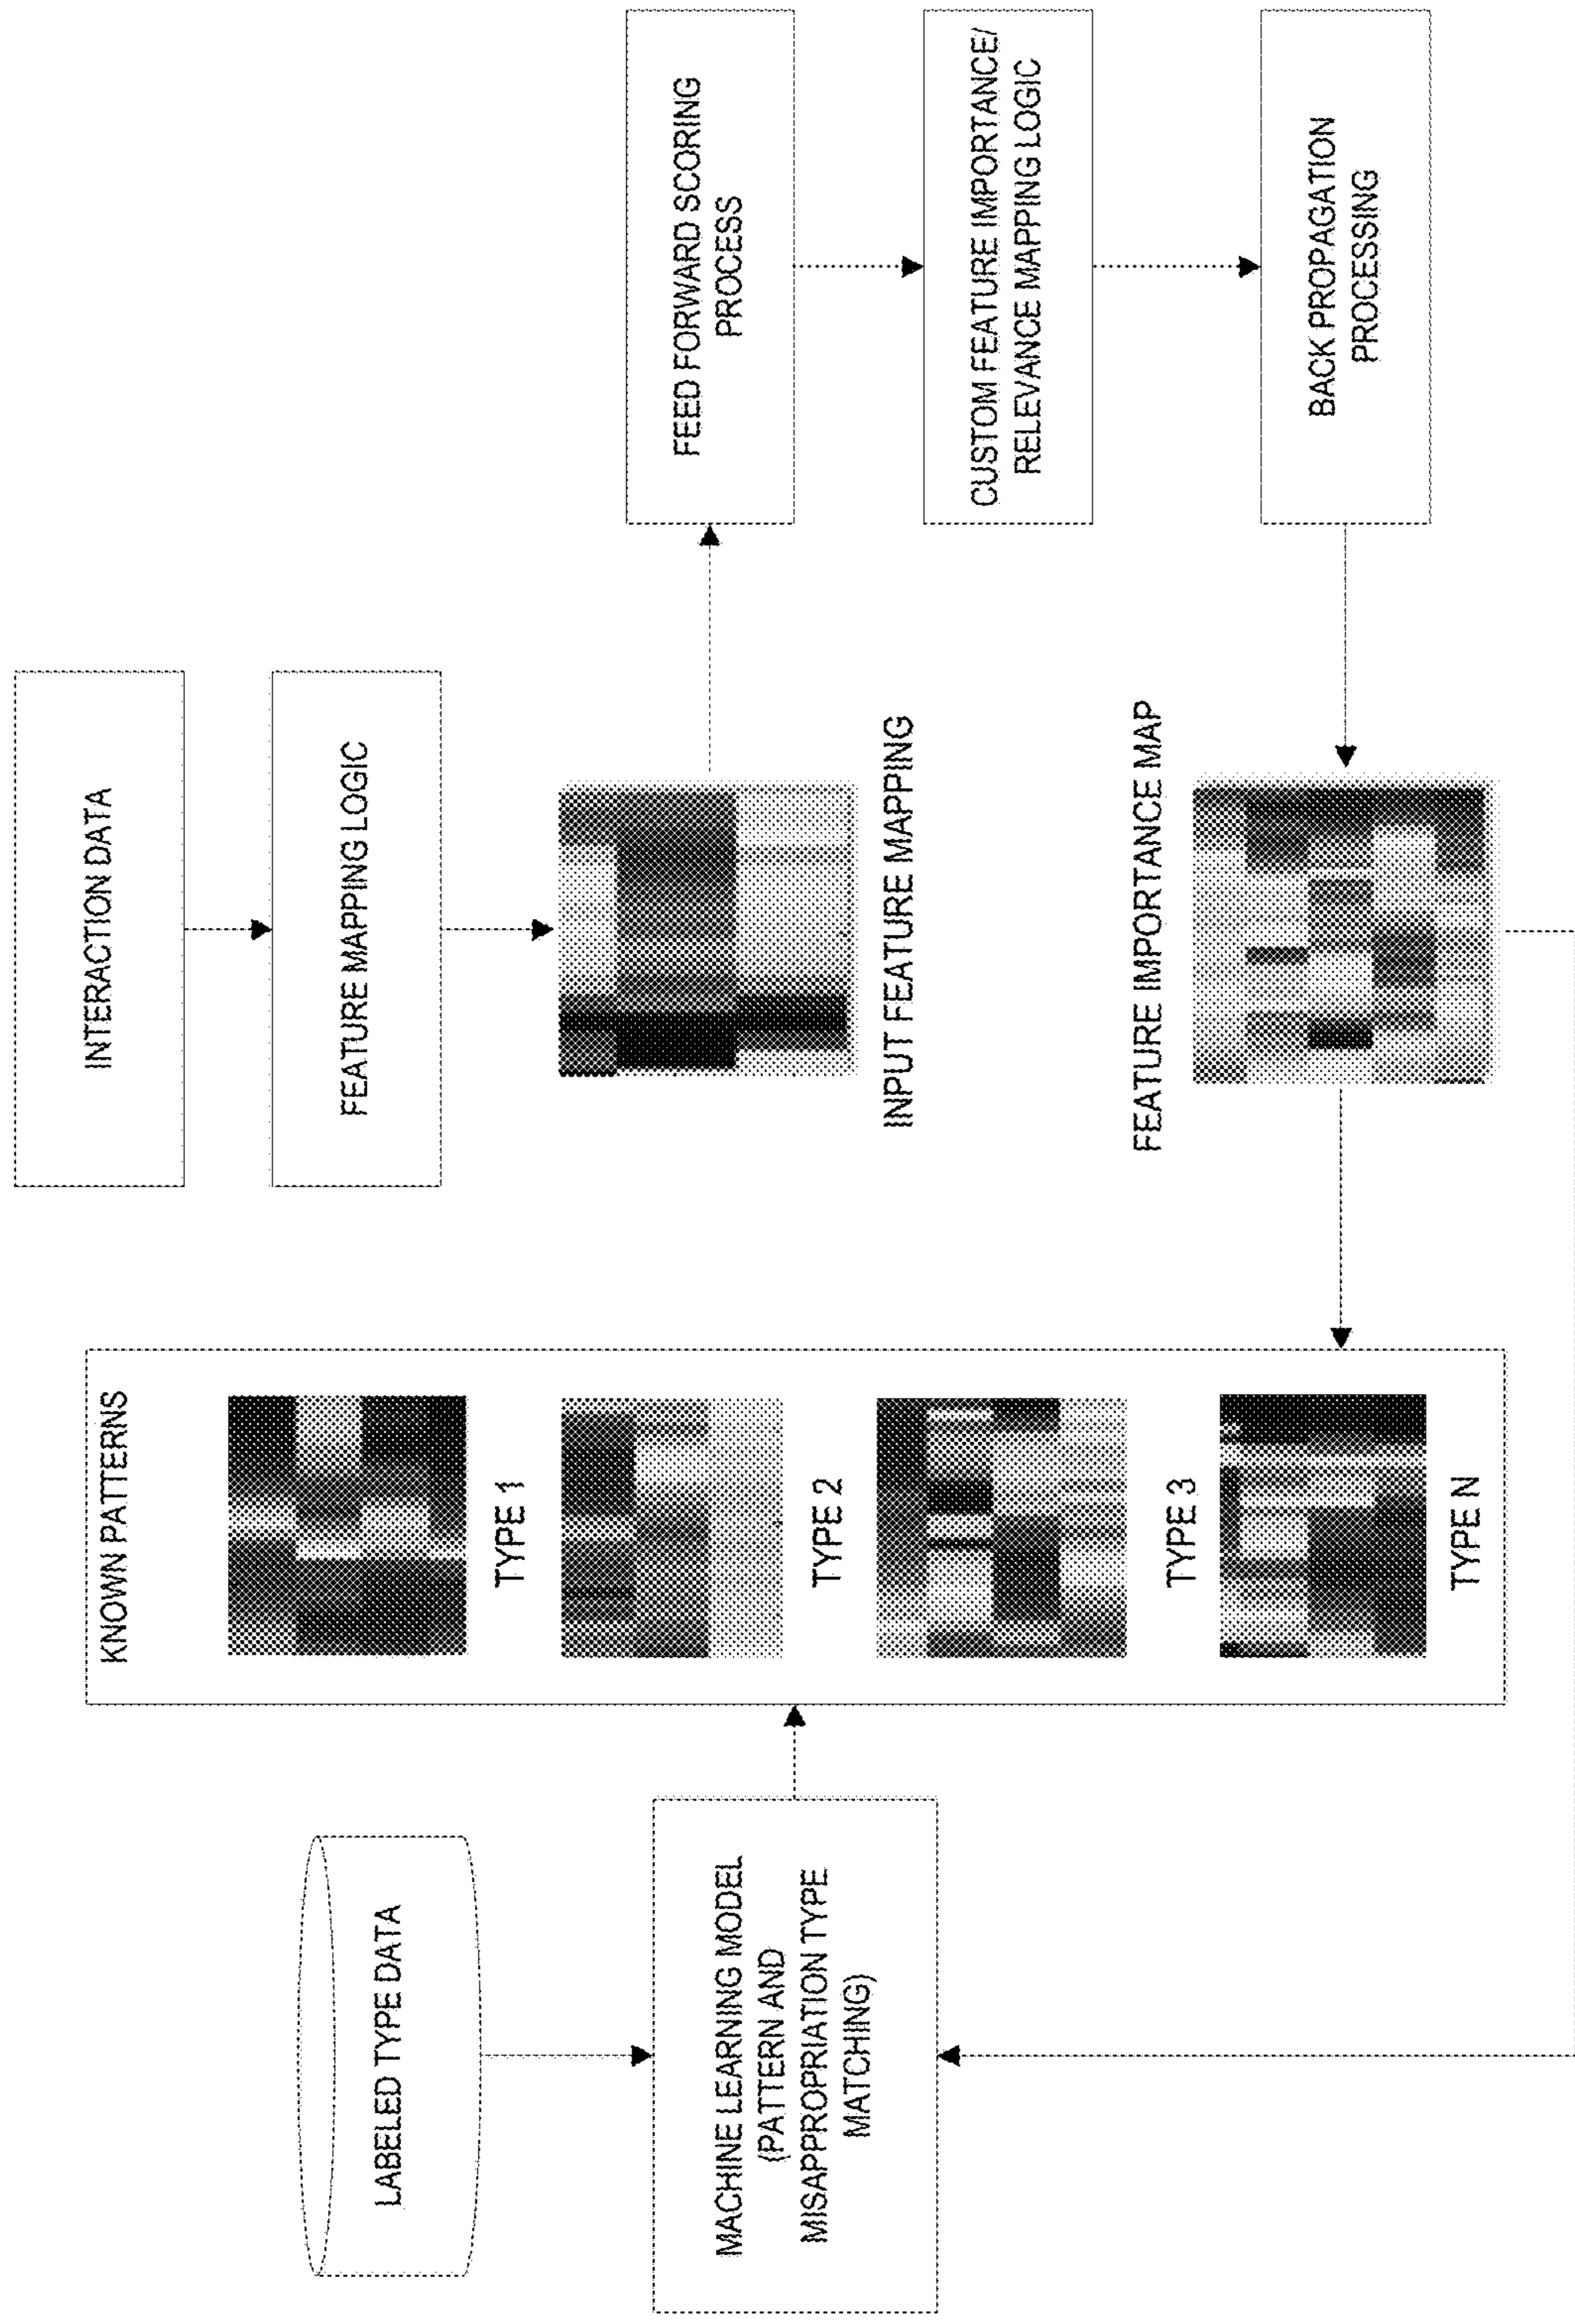 LABELED TYPE DATA
MACHINE LEARNING MODEL
(PATTERN AND
MISAPPROPRIATION TYPE
MATCHING)
KNOWN PATTERNS
TYPE 1
TYPE 2
TYPE 3
TYPE N
INTERACTION DATA
FEATURE MAPPING LOGIC
INPUT FEATURE MAPPING
FEATURE IMPORTANCE MAP
FEED FORWARD SCORING
PROCESS
CUSTOM FEATURE IMPORTANCE/
RELEVANCE MAPPING LOGIC
BACK PROPAGATION
PROCESSING